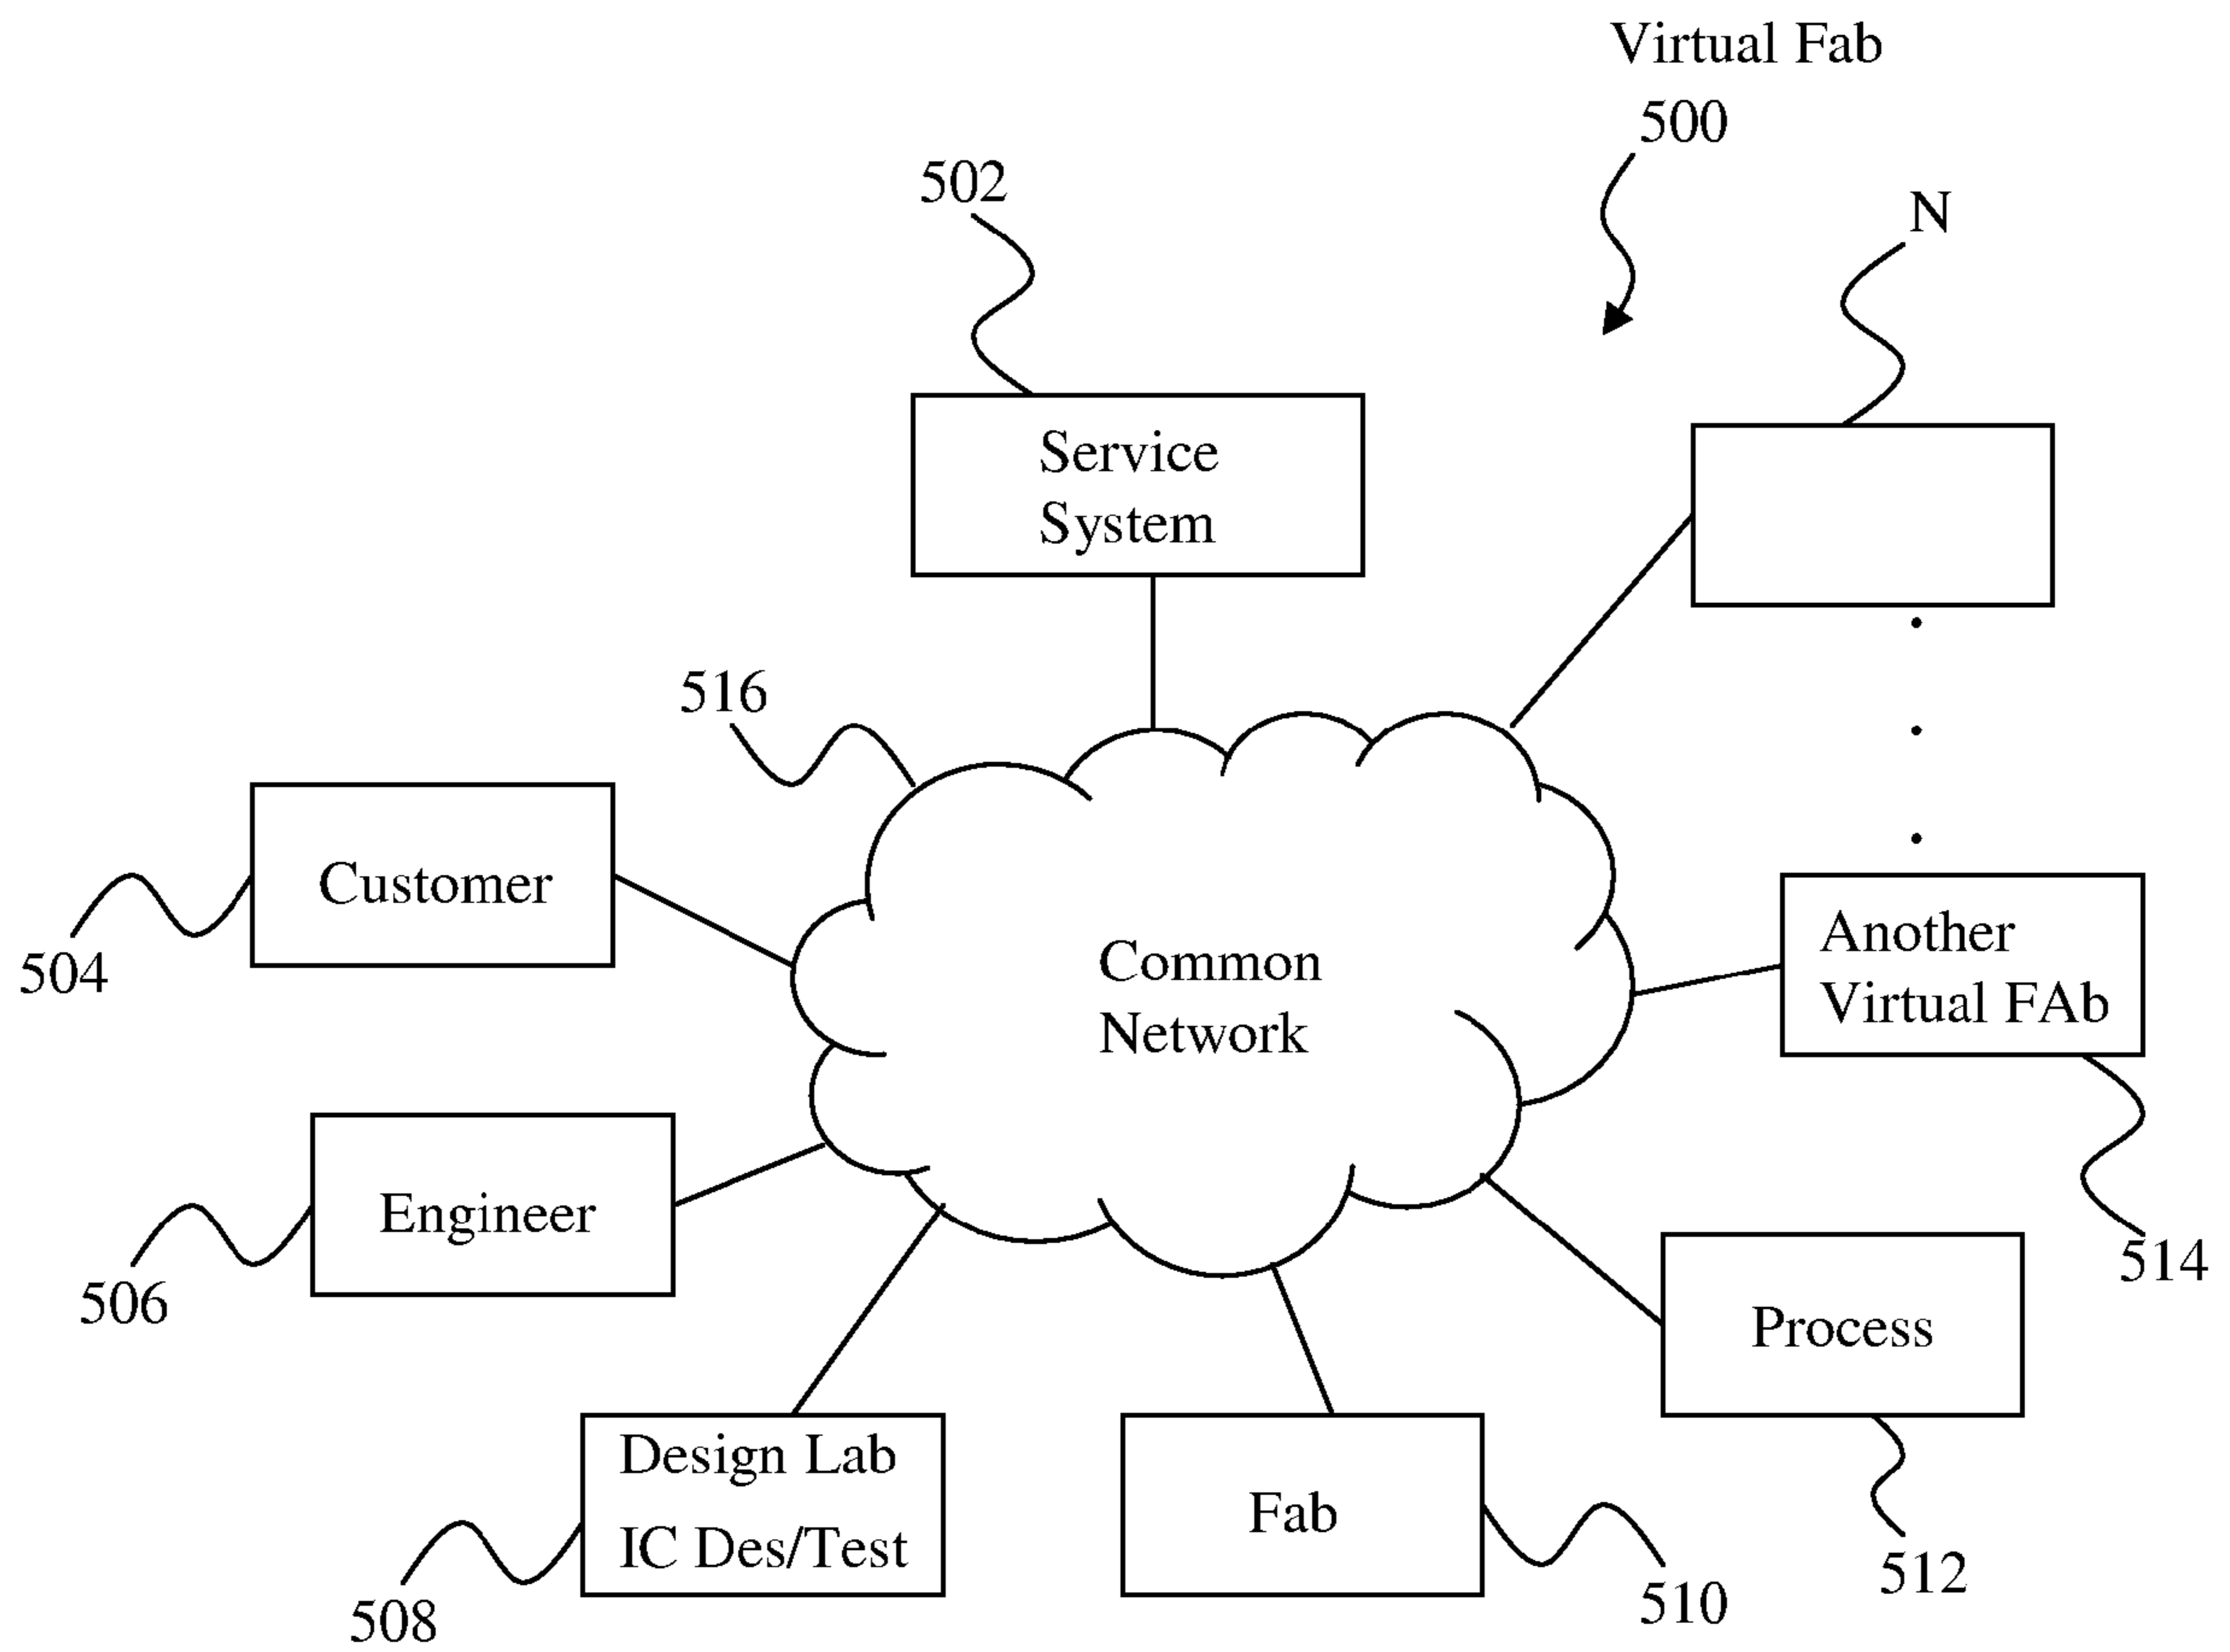 Virtual Fab
500
502
N
Service
System
516
Customer
504
Common
Network
Another
Virtual FAb
514
Engineer
506
Process
512
Design Lab
IC Des/Test
508
Fab
510